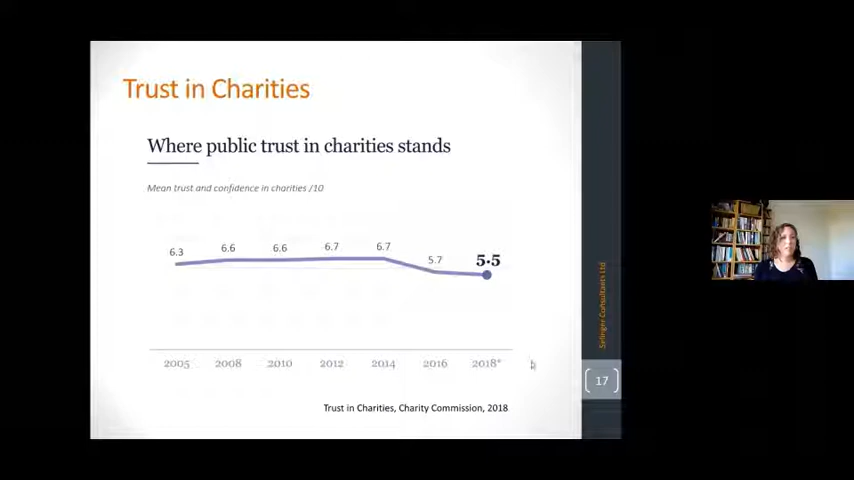 Trust in Charities
Where public trust in charities stands
Mean trust and confidence in charities /10
6.3 6.6 6.6 6.7 6.7 5.7 5.5
2005 2008 2010 2012 2014 2016 2018*
Trust in Charities, Charity Commission, 2018
Consultants Ltd
17